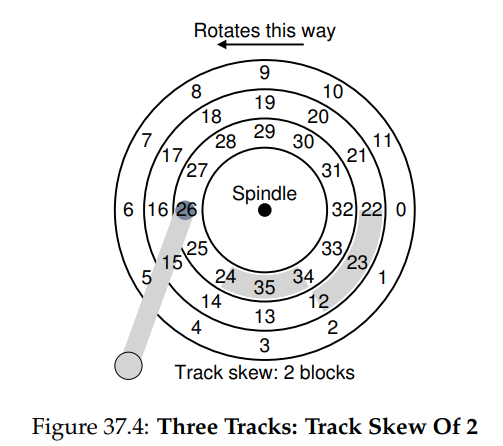 Rotates this way
9
8 10
19
18 20
7 29 11
28 30
17 21
27 31
Spindle
6 16 26 32 22 0
25 33
15 23
5 24 34 1
35
14 12
13
4 2
3
Track skew: 2 blocks
Figure 37.4: Three Tracks: Track Skew Of 2